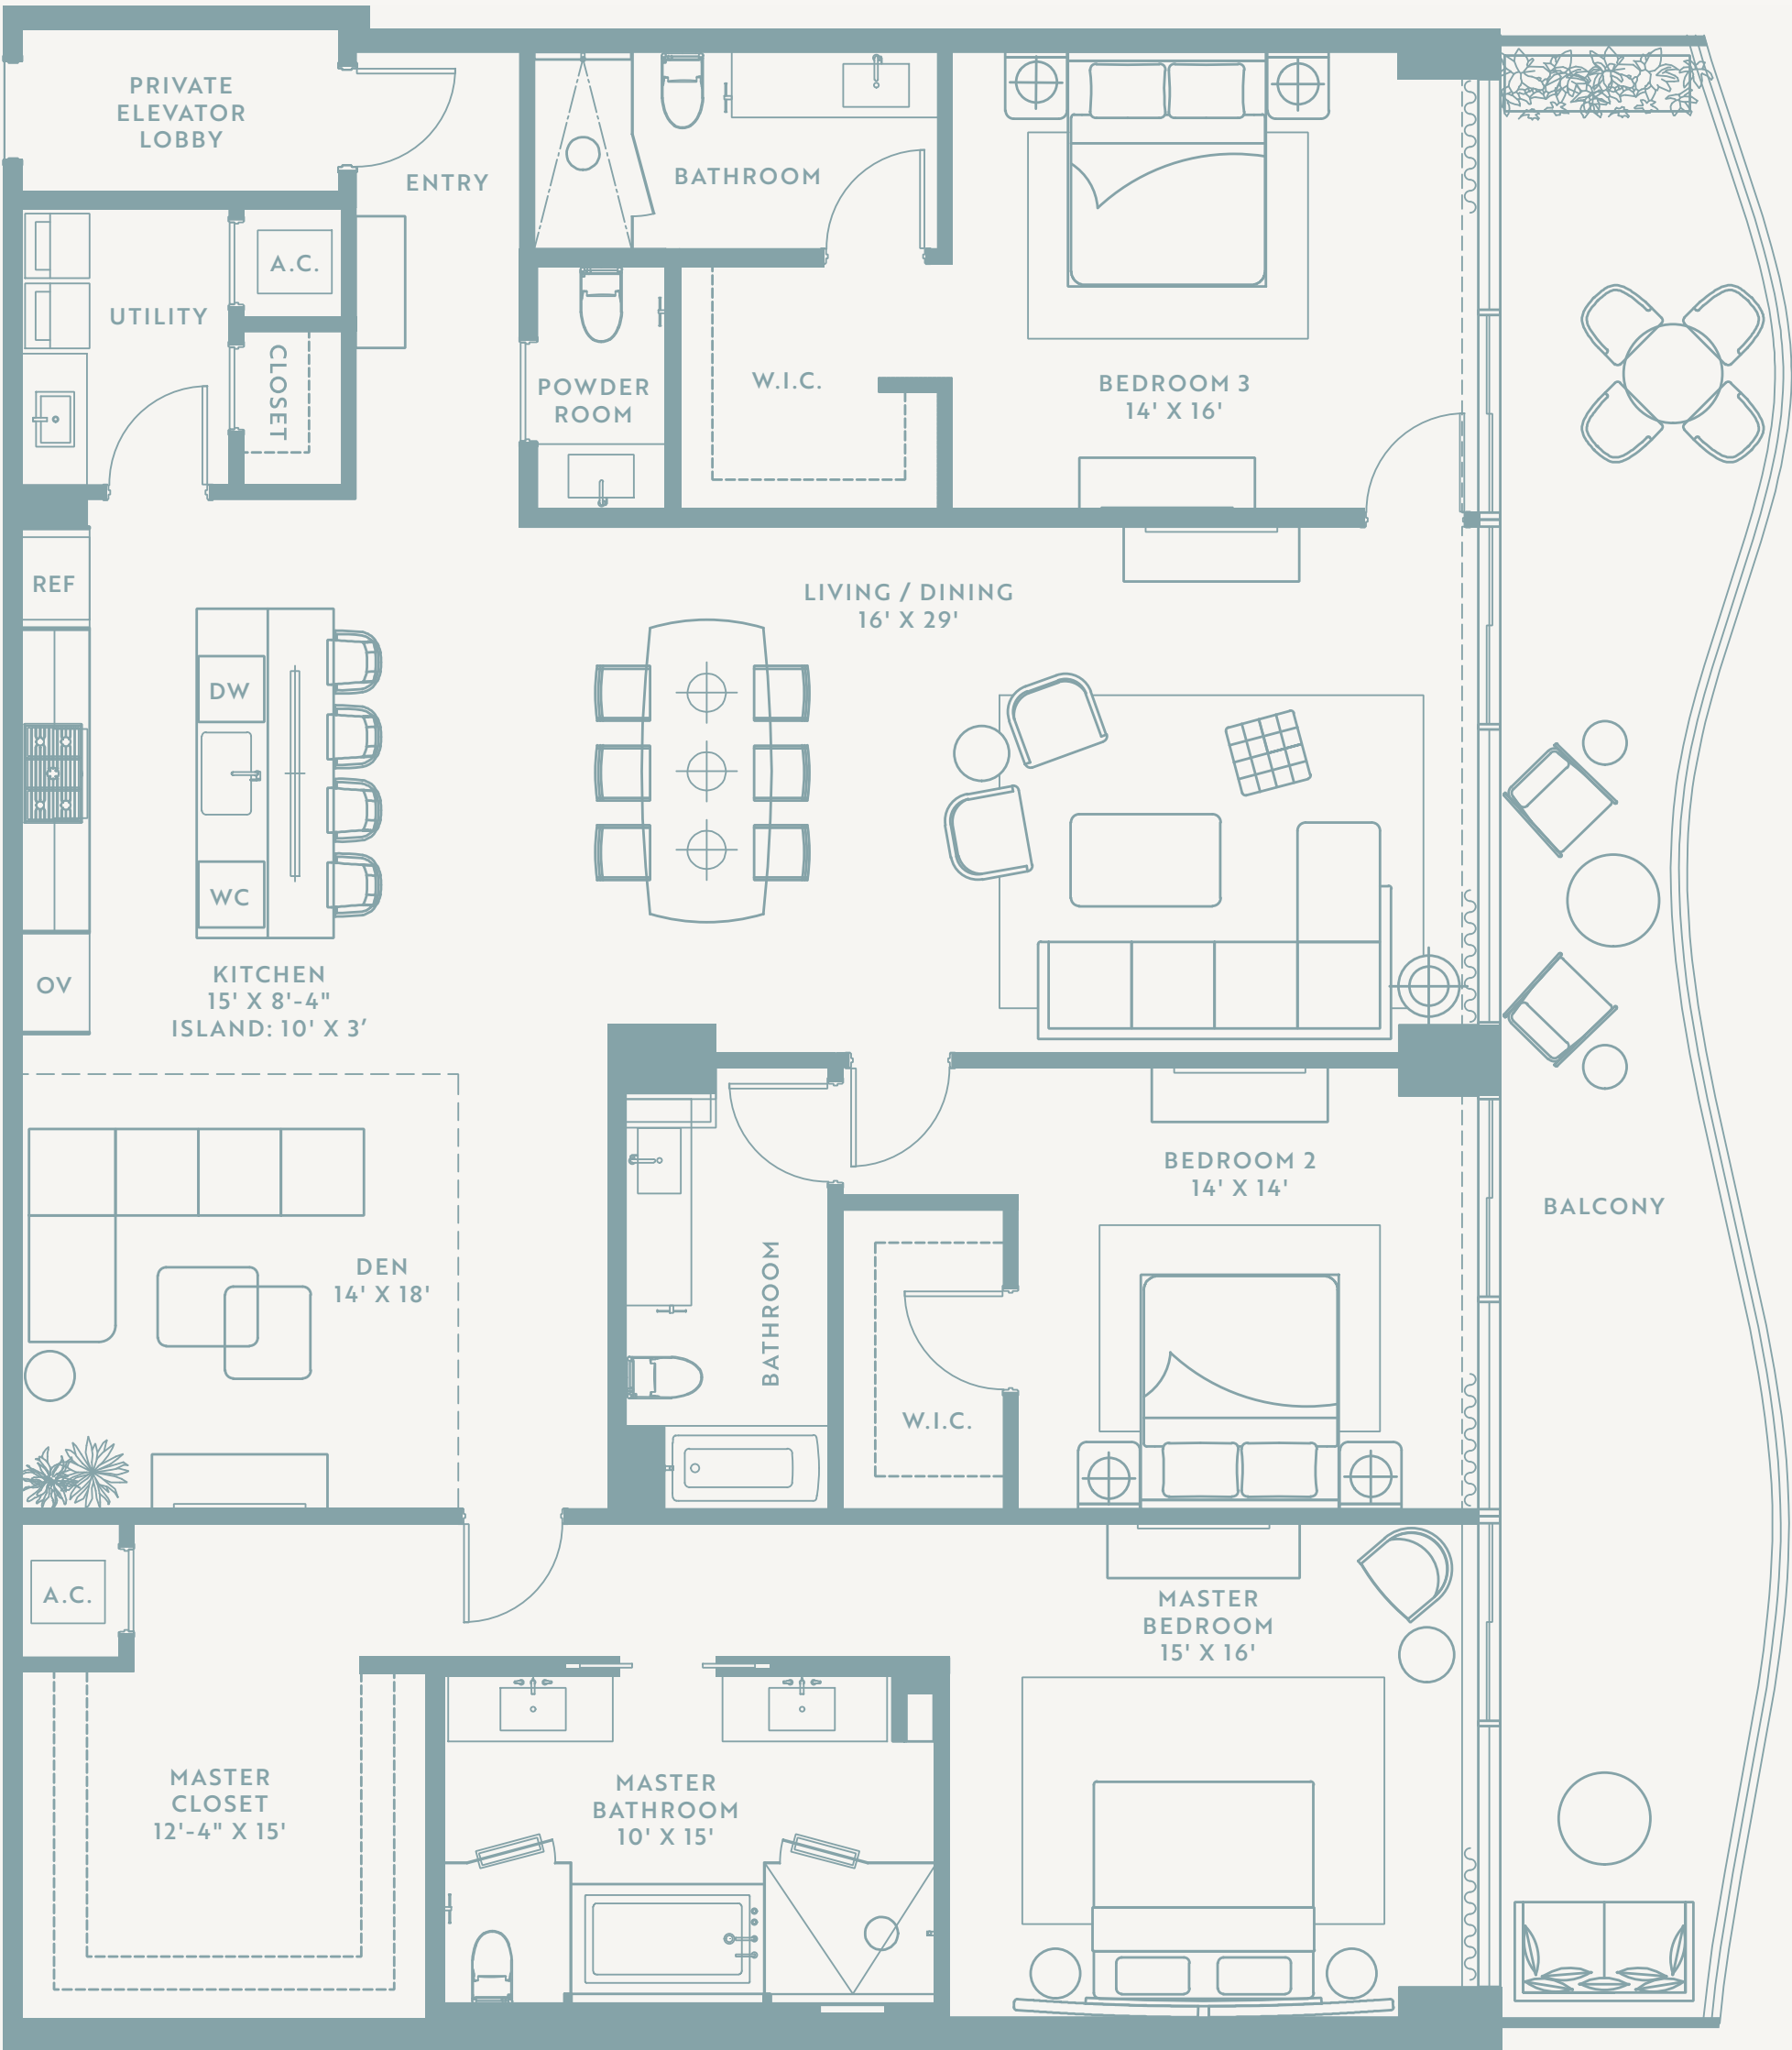 PRIVATE
ELEVATOR
LOBBY
ENTRY
BATHROOM
A.C.
UTILITY
CLOSET
POWDER
ROOM
W.I.C.
BEDROOM 3
14' X 16'
REF
LIVING / DINING
16' X 29'
DW
WC
OV
KITCHEN
15' X 8'-4"
ISLAND: 10' X 3’
BEDROOM 2
14' X 14'
BALCONY
DEN
14' X 18'
BATHROOM
W.I.C.
A.C.
MASTER
BEDROOM
15' X 16'
MASTER
CLOSET
12'-4" X 15'
MASTER
BATHROOM
10' X 15'